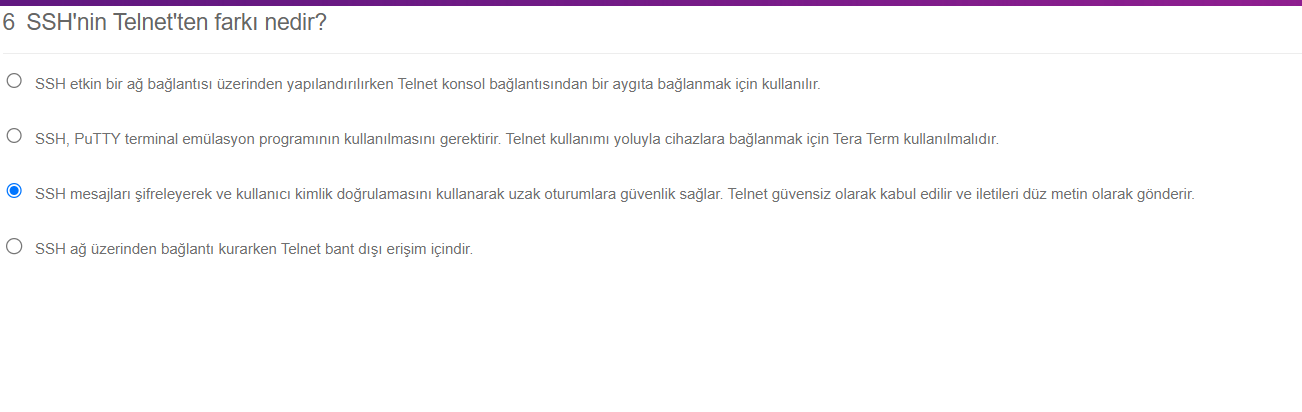 6 SSH'nin Telnet'ten farkı nedir?
SSH etkin bir ağ bağlantısı üzerinden yapılandırılırken Telnet konsol bağlantısından bir aygıta bağlanmak için kullanılır.
SSH, PuTTY terminal emülasyon programının kullanılmasını gerektirir. Telnet kullanımı yoluyla cihazlara bağlanmak için Tera Term kullanılmalıdır.
SSH mesajları şifreleyerek ve kullanıcı kimlik doğrulamasını kullanarak uzak oturumlara güvenlik sağlar. Telnet güvensiz olarak kabul edilir ve iletileri düz metin olarak gönderir.
SSH ağ üzerinden bağlantı kurarken Telnet bant dışı erişim içindir.